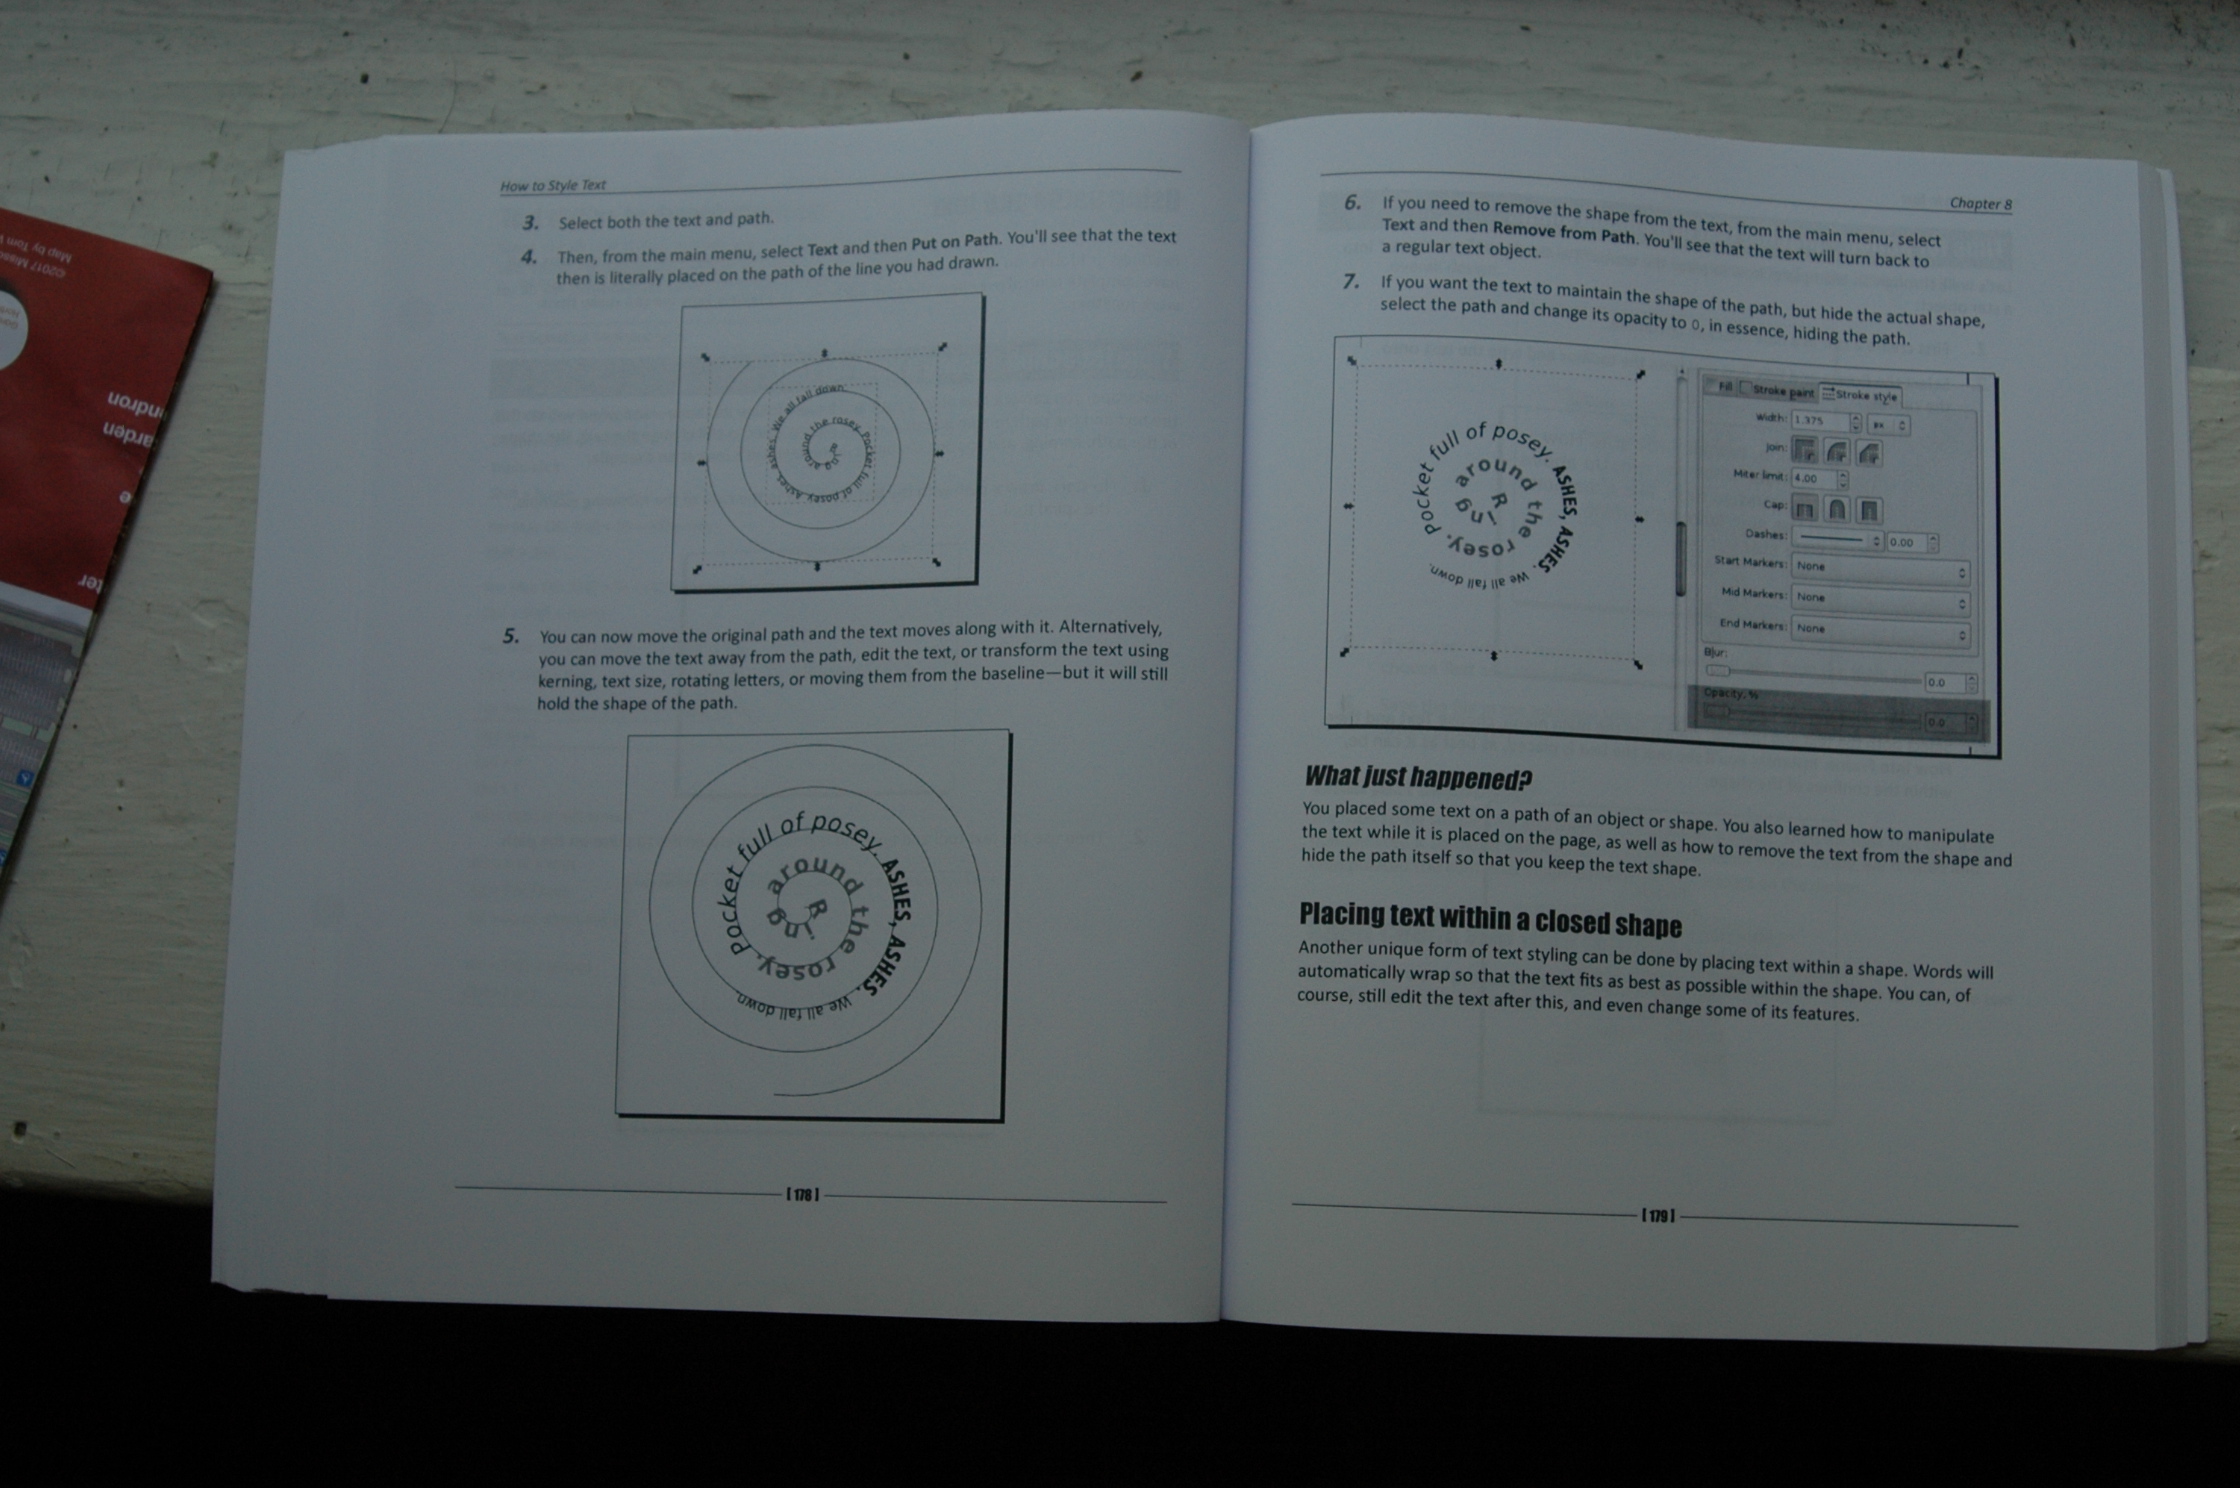 How to Style Text
3. Select both the text and path.
4. Then, from the main menu, select Text and then Put on Path. You'll see that the text
then is literally placed on the path of the line you had drawn.
Ring around the rosey. Pocket full of posey. Ashes, ashes. We all fall down.
5. You can now move the original path and the text moves along with it. Alternatively,
you can move the text away from the path, edit the text, or transform the text using
kerning, text size, rotating letters, or moving them from the baseline—but it will still
hold the shape of the path.
Ring around the rosey. Pocket full of posey. ASHES, ASHES. We all fall down.
[ 178 ]
Chapter 8
6. If you need to remove the shape from the text, from the main menu, select
Text and then Remove from Path. You'll see that the text will turn back to
a regular text object.
7. If you want the text to maintain the shape of the path, but hide the actual shape,
select the path and change its opacity to 0, in essence, hiding the path.
Ring around the rosey. Pocket full of posey. ASHES, ASHES. We all fall down.
Fill Stroke paint Stroke style
Width: 1.375 px
Join:
Miter limit: 4.00
Cap:
Dashes: 0.00
Start Markers: None
Mid Markers: None
End Markers: None
Blur:
0.0
Opacity, %
0.0
What just happened?
You placed some text on a path of an object or shape. You also learned how to manipulate
the text while it is placed on the page, as well as how to remove the text from the shape and
hide the path itself so that you keep the text shape.
Placing text within a closed shape
Another unique form of text styling can be done by placing text within a shape. Words will
automatically wrap so that the text fits as best as possible within the shape. You can, of
course, still edit the text after this, and even change some of its features.
[ 179 ]
©2017
Map by Tom
ndron
arden
e
ter